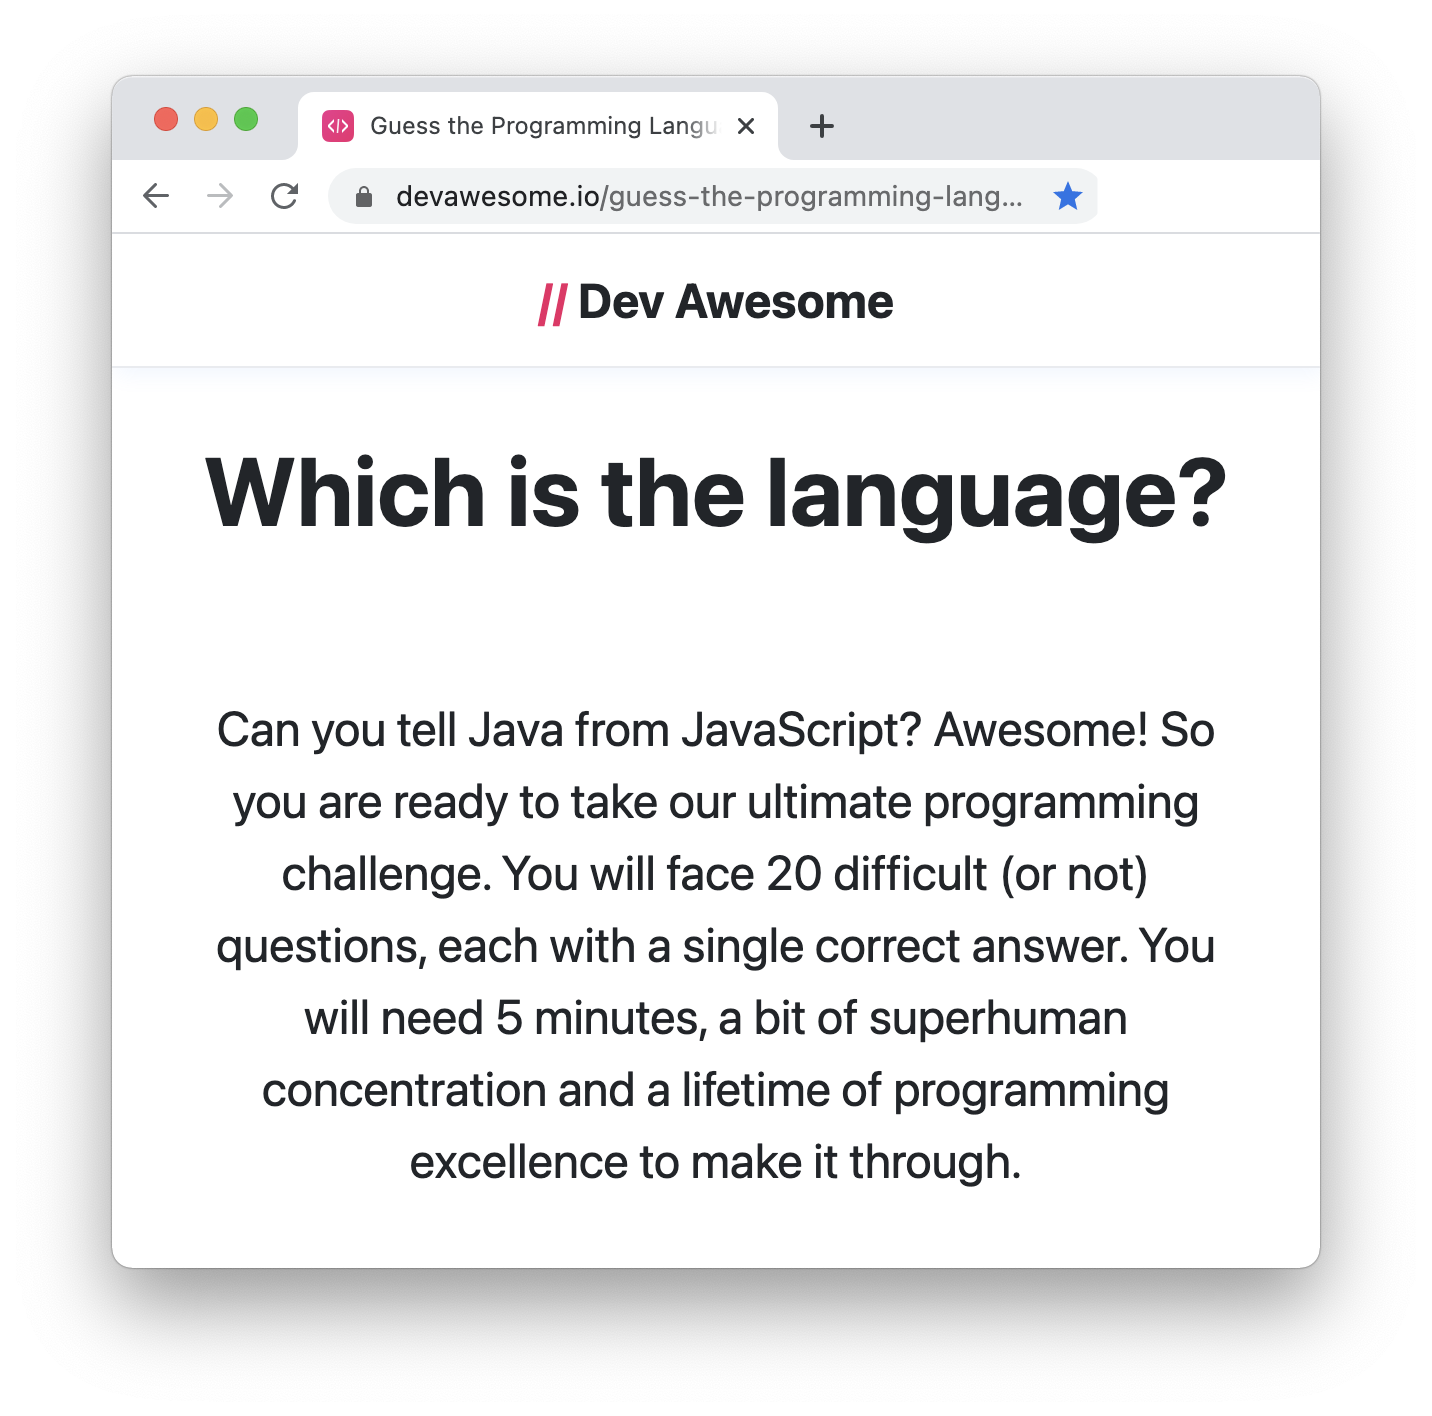 Guess the Programming Langu
devawesome.io/guess-the-programming-lang...
// Dev Awesome
Which is the language?
Can you tell Java from JavaScript? Awesome! So
you are ready to take our ultimate programming
challenge. You will face 20 difficult (or not)
questions, each with a single correct answer. You
will need 5 minutes, a bit of superhuman
concentration and a lifetime of programming
excellence to make it through.